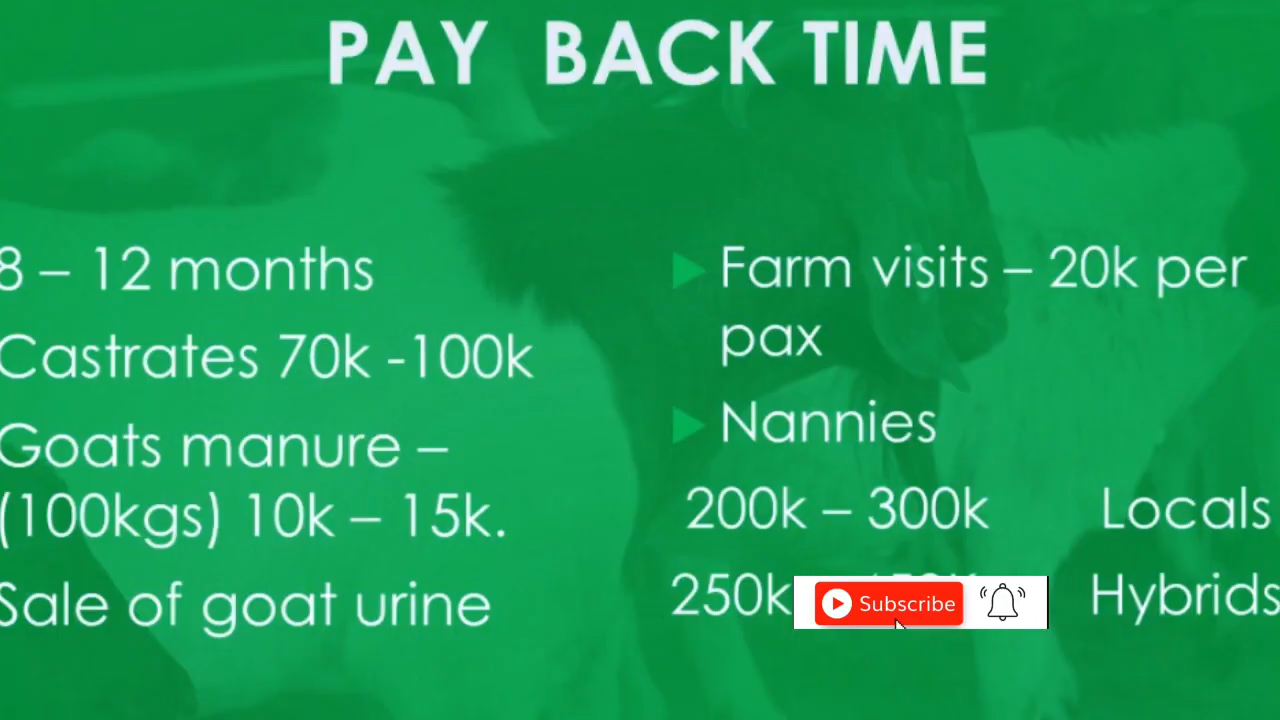 PAY BACK TIME
8 – 12 months
Castrates 70k -100k
Goats manure –
(100kgs) 10k – 15k.
Sale of goat urine
Farm visits – 20k per
pax
Nannies
200k – 300k Locals
250k Hybrids
Subscribe